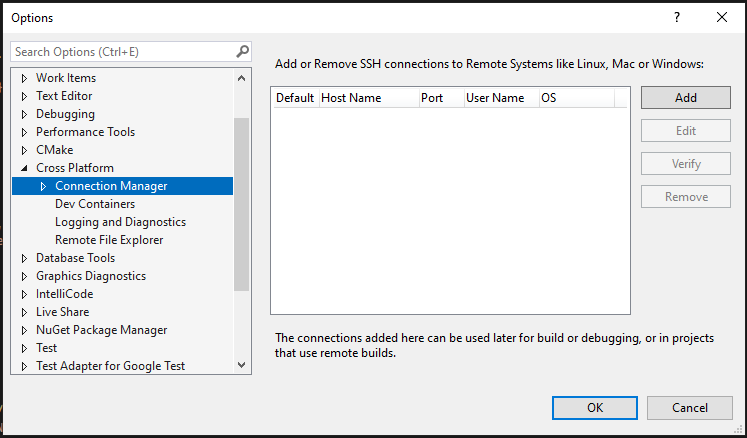 Options
?
Search Options (Ctrl+E)
Work Items
Text Editor
Debugging
Performance Tools
CMake
Cross Platform
Connection Manager
Dev Containers
Logging and Diagnostics
Remote File Explorer
Database Tools
Graphics Diagnostics
IntelliCode
Live Share
NuGet Package Manager
Test
Test Adapter for Google Test
Add or Remove SSH connections to Remote Systems like Linux, Mac or Windows:
Default Host Name Port User Name OS
Add
Edit
Verify
Remove
The connections added here can be used later for build or debugging, or in projects
that use remote builds.
OK Cancel